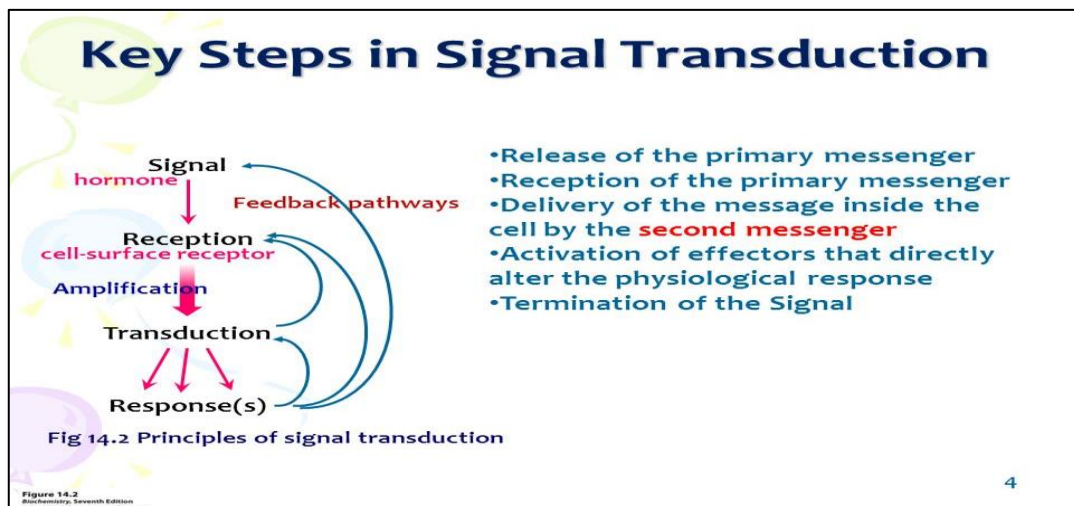 Key Steps in Signal Transduction
Signal
hormone
Feedback pathways
Reception
cell-surface receptor
Amplification
Transduction
Response(s)
Fig 14.2 Principles of signal transduction
•Release of the primary messenger
•Reception of the primary messenger
•Delivery of the message inside the
cell by the second messenger
•Activation of effectors that directly
alter the physiological response
•Termination of the Signal
Figure 14.2
Biochemistry, Seventh Edition
4